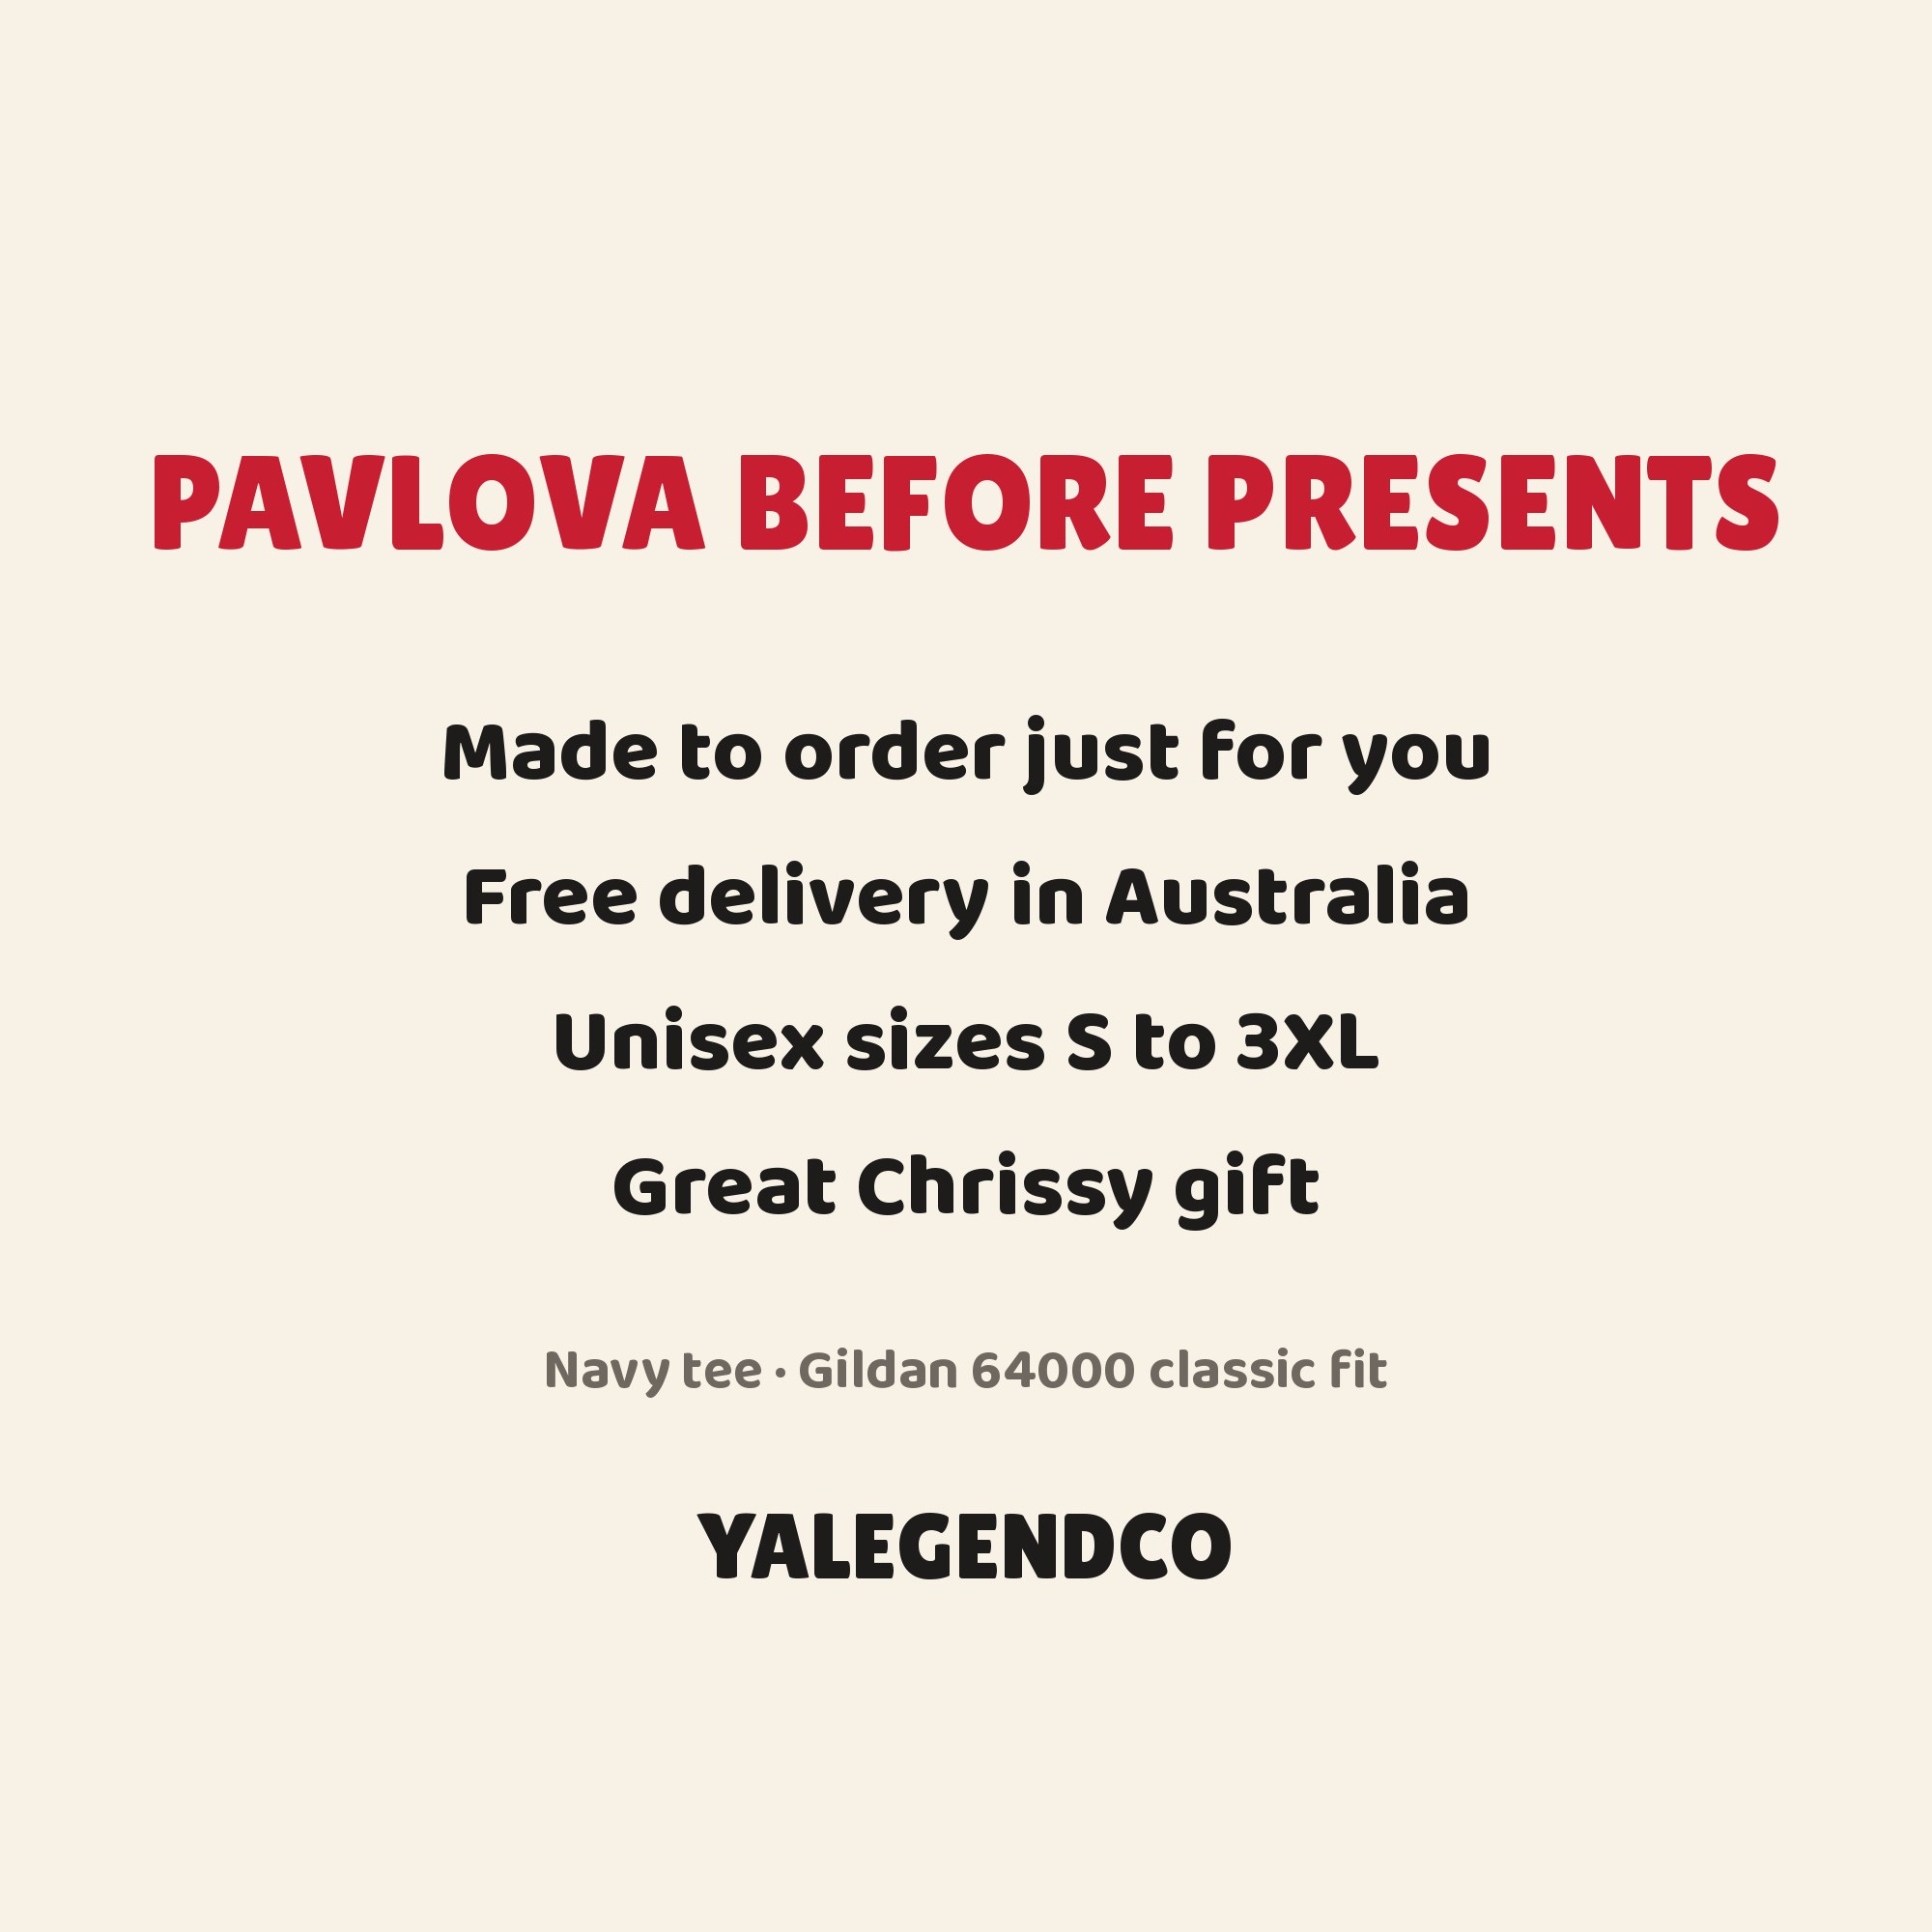 PAVLOVA BEFORE PRESENTS
Made to order just for you
Free delivery in Australia
Unisex sizes S to 3XL
Great Chrissy gift
Navy tee · Gildan 64000 classic fit
YALEGENDCO